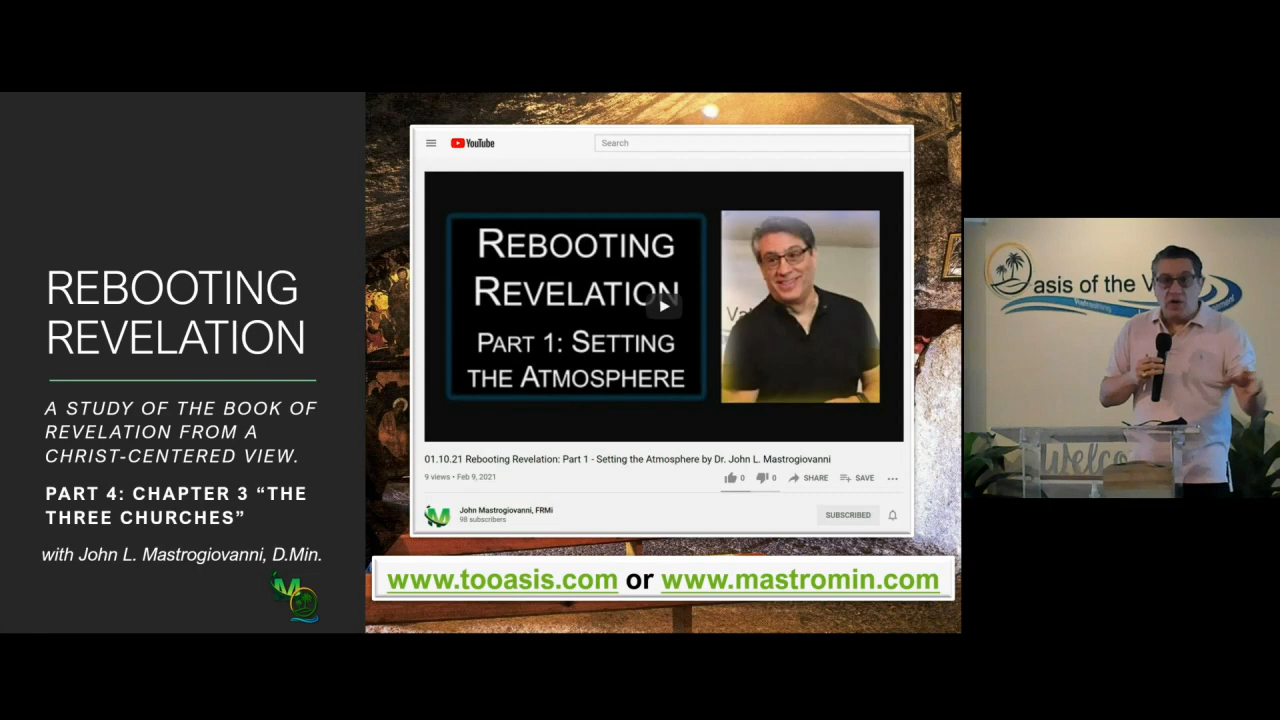 REBOOTING
REVELATION
A STUDY OF THE BOOK OF
REVELATION FROM A
CHRIST-CENTERED VIEW.
PART 4: CHAPTER 3 “THE
THREE CHURCHES”
with John L. Mastrogiovanni, D.Min.
M
YouTube
Search
REBOOTING
REVELATION
PART 1: SETTING
THE ATMOSPHERE
Va
01.10.21 Rebooting Revelation: Part 1 - Setting the Atmosphere by Dr. John L. Mastrogiovanni
9 views • Feb 9, 2021
0
0
SHARE
SAVE
John Mastrogiovanni, FRMi
98 subscribers
SUBSCRIBED
www.tooasis.com or www.mastromin.com
asis of the V
welco